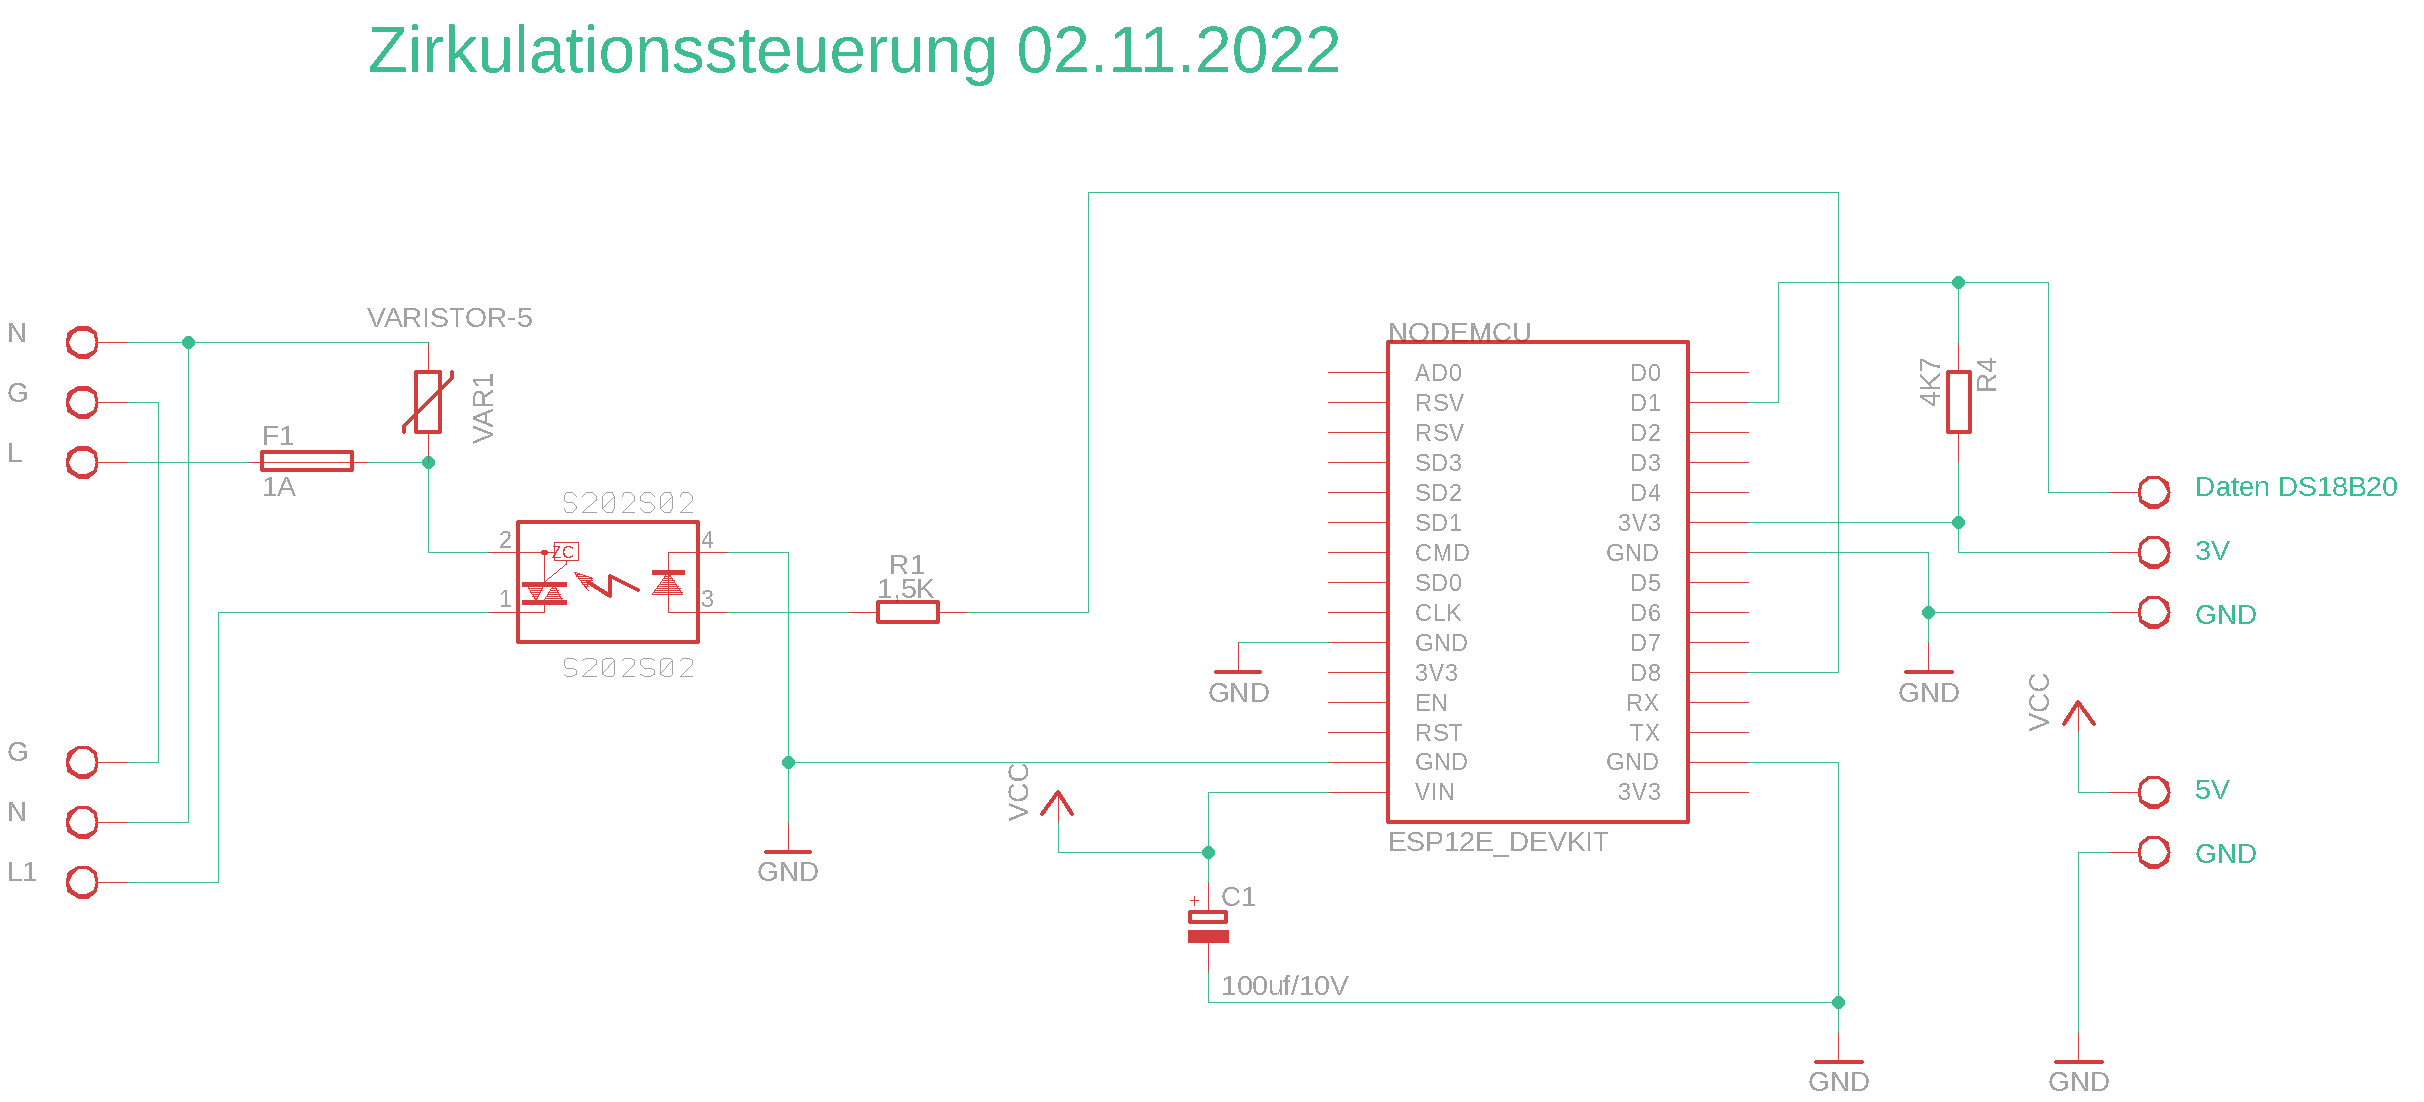 Zirkulationssteuerung 02.11.2022
N
G
L
F1
1A
VARISTOR-5
VAR1
S202S02
2
1
ZC
4
3
S202S02
R1
1,5K
G
N
L1
GND
VCC
NODEMCU
AD0
RSV
RSV
SD3
SD2
SD1
CMD
SD0
CLK
GND
3V3
EN
RST
GND
VIN
D0
D1
D2
D3
D4
3V3
GND
D5
D6
D7
D8
RX
TX
GND
3V3
ESP12E_DEVKIT
GND
+
C1
100uf/10V
4K7
R4
Daten DS18B20
3V
GND
GND
VCC
5V
GND
GND
GND